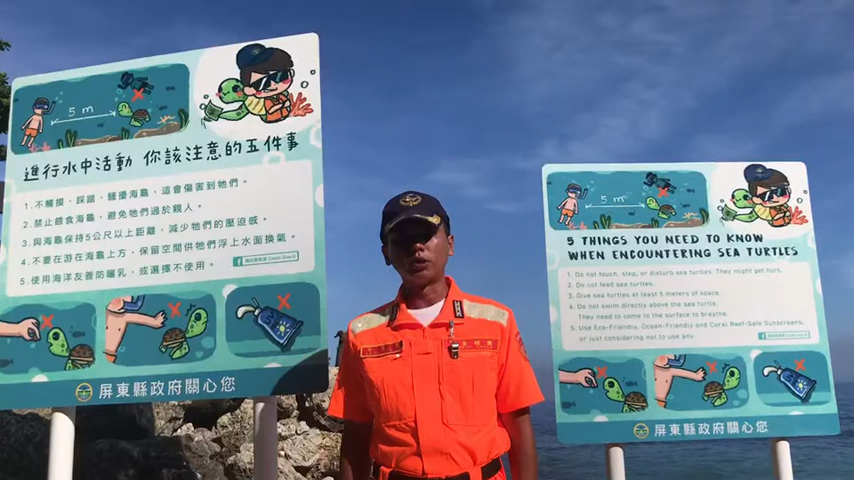 5 m
進行水中活動 你該注意的五件事
1. 不觸摸、踩踏、騷擾海龜，這會傷害到牠們。
2. 禁止餵食海龜，避免牠們過於親人。
3. 與海龜保持5公尺以上距離，減少牠們的壓迫感。
4. 不要在游在海龜上方，保留空間供牠們浮上水面換氣。
5. 使用海洋友善防曬乳，或選擇不使用。
Coast Guard
屏東縣政府關心您
5 m
5 THINGS YOU NEED TO KNOW
WHEN ENCOUNTERING SEA TURTLES
1. Do not touch, step, or disturb sea turtles. They might get hurt.
2. Do not feed sea turtles.
3. Give sea turtles at least 5 meters of space.
4. Do not swim directly above the sea turtle.
They need to come to the surface to breathe.
5. Use Eco-Friendly, Ocean-Friendly and Coral Reef-Safe Sunscreens,
or just considering not to use any.
屏東縣政府關心您